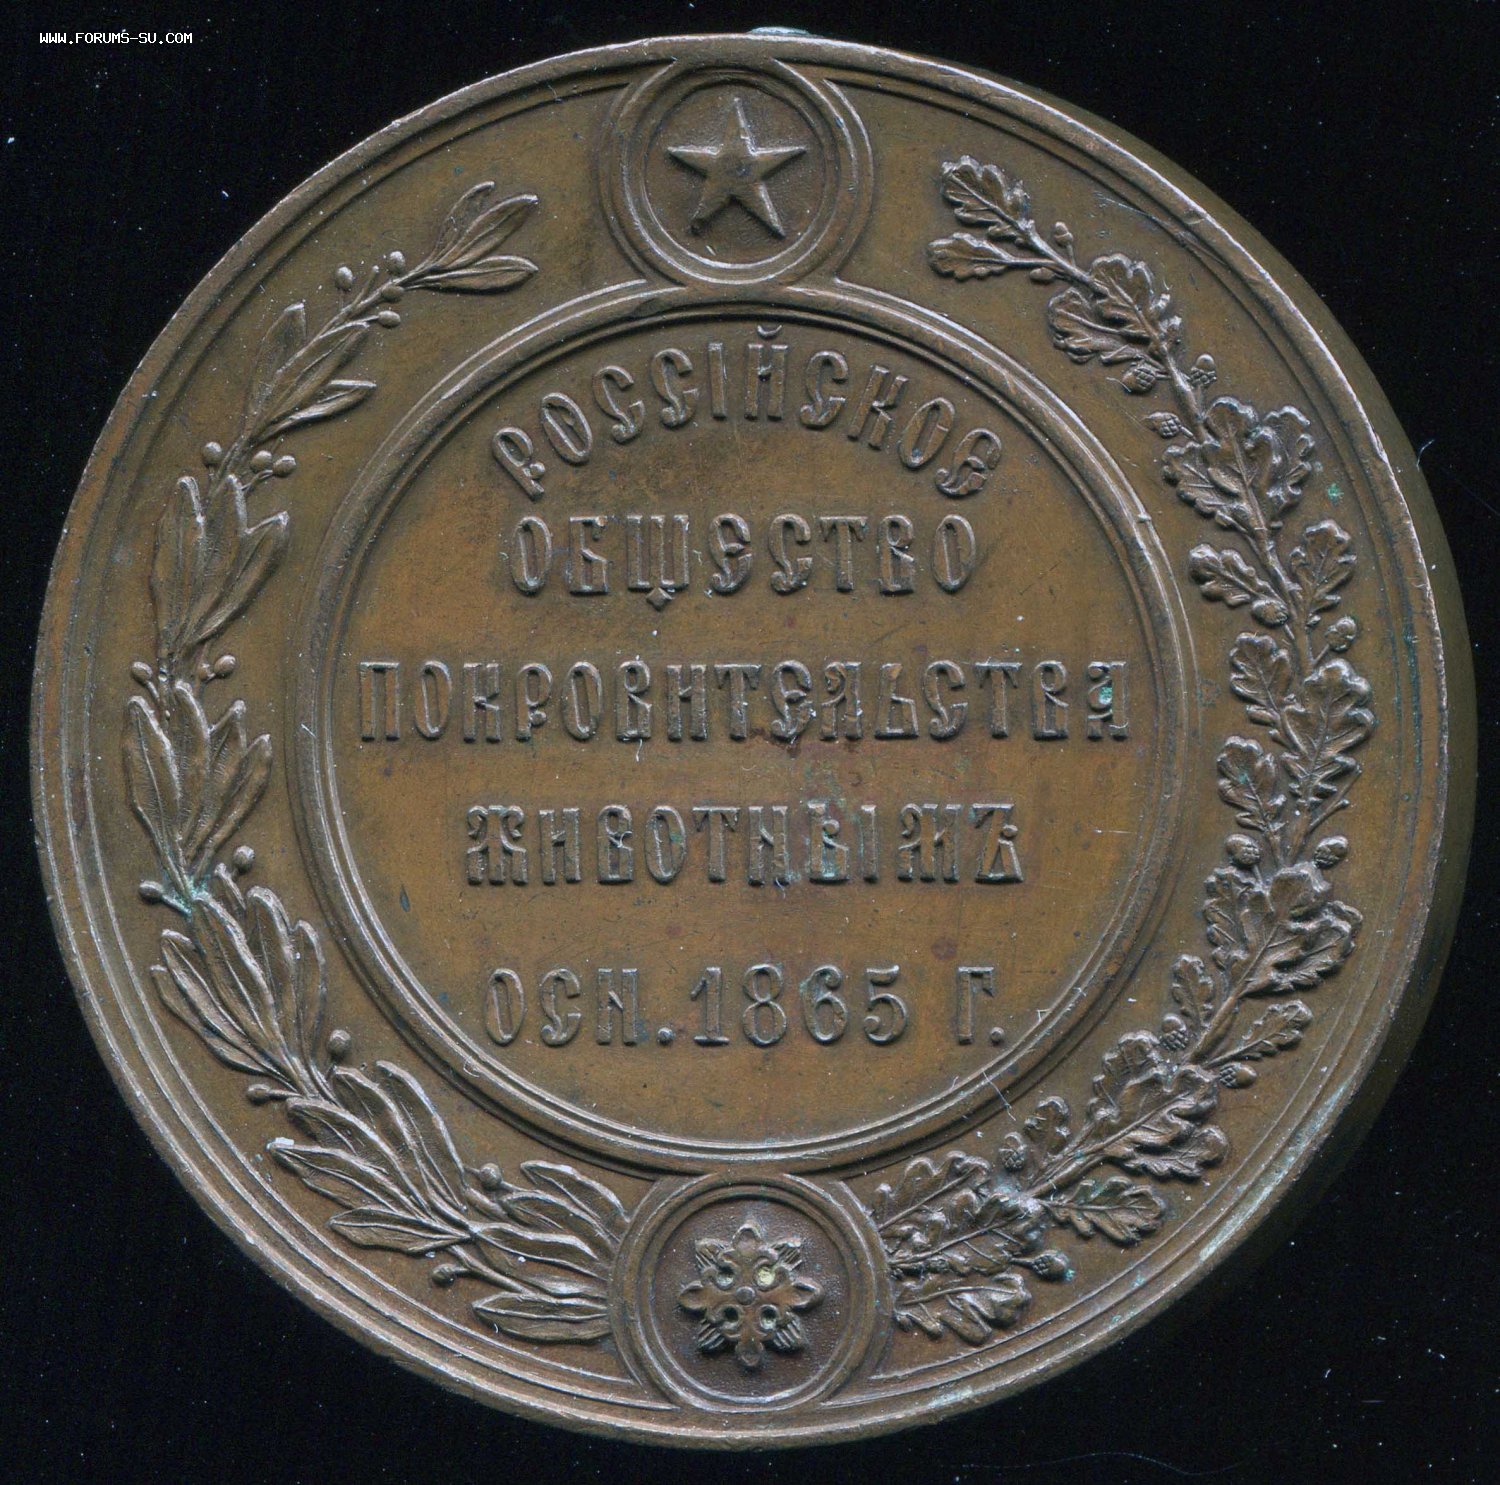 WWW.FORUMS-SU.COM
РОССІЙСКОЕ
ОБЩЕСТВО
ПОКРОВИТЕЛЬСТВА
ЖИВОТНЫМЪ
ОСН. 1865 Г.